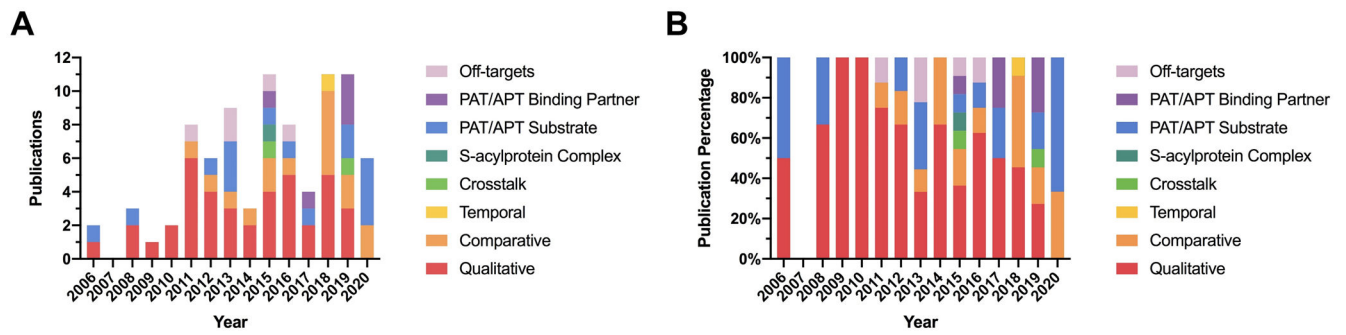 A
Publications
12
10
8
6
4
2
0
2006
2007
2008
2009
2010
2011
2012
2013
2014
2015
2016
2017
2018
2019
2020
Year
Off-targets
PAT/APT Binding Partner
PAT/APT Substrate
S-acylprotein Complex
Crosstalk
Temporal
Comparative
Qualitative
B
Publication Percentage
100%
80%
60%
40%
20%
0%
2006
2007
2008
2009
2010
2011
2012
2013
2014
2015
2016
2017
2018
2019
2020
Year
Off-targets
PAT/APT Binding Partner
PAT/APT Substrate
S-acylprotein Complex
Crosstalk
Temporal
Comparative
Qualitative